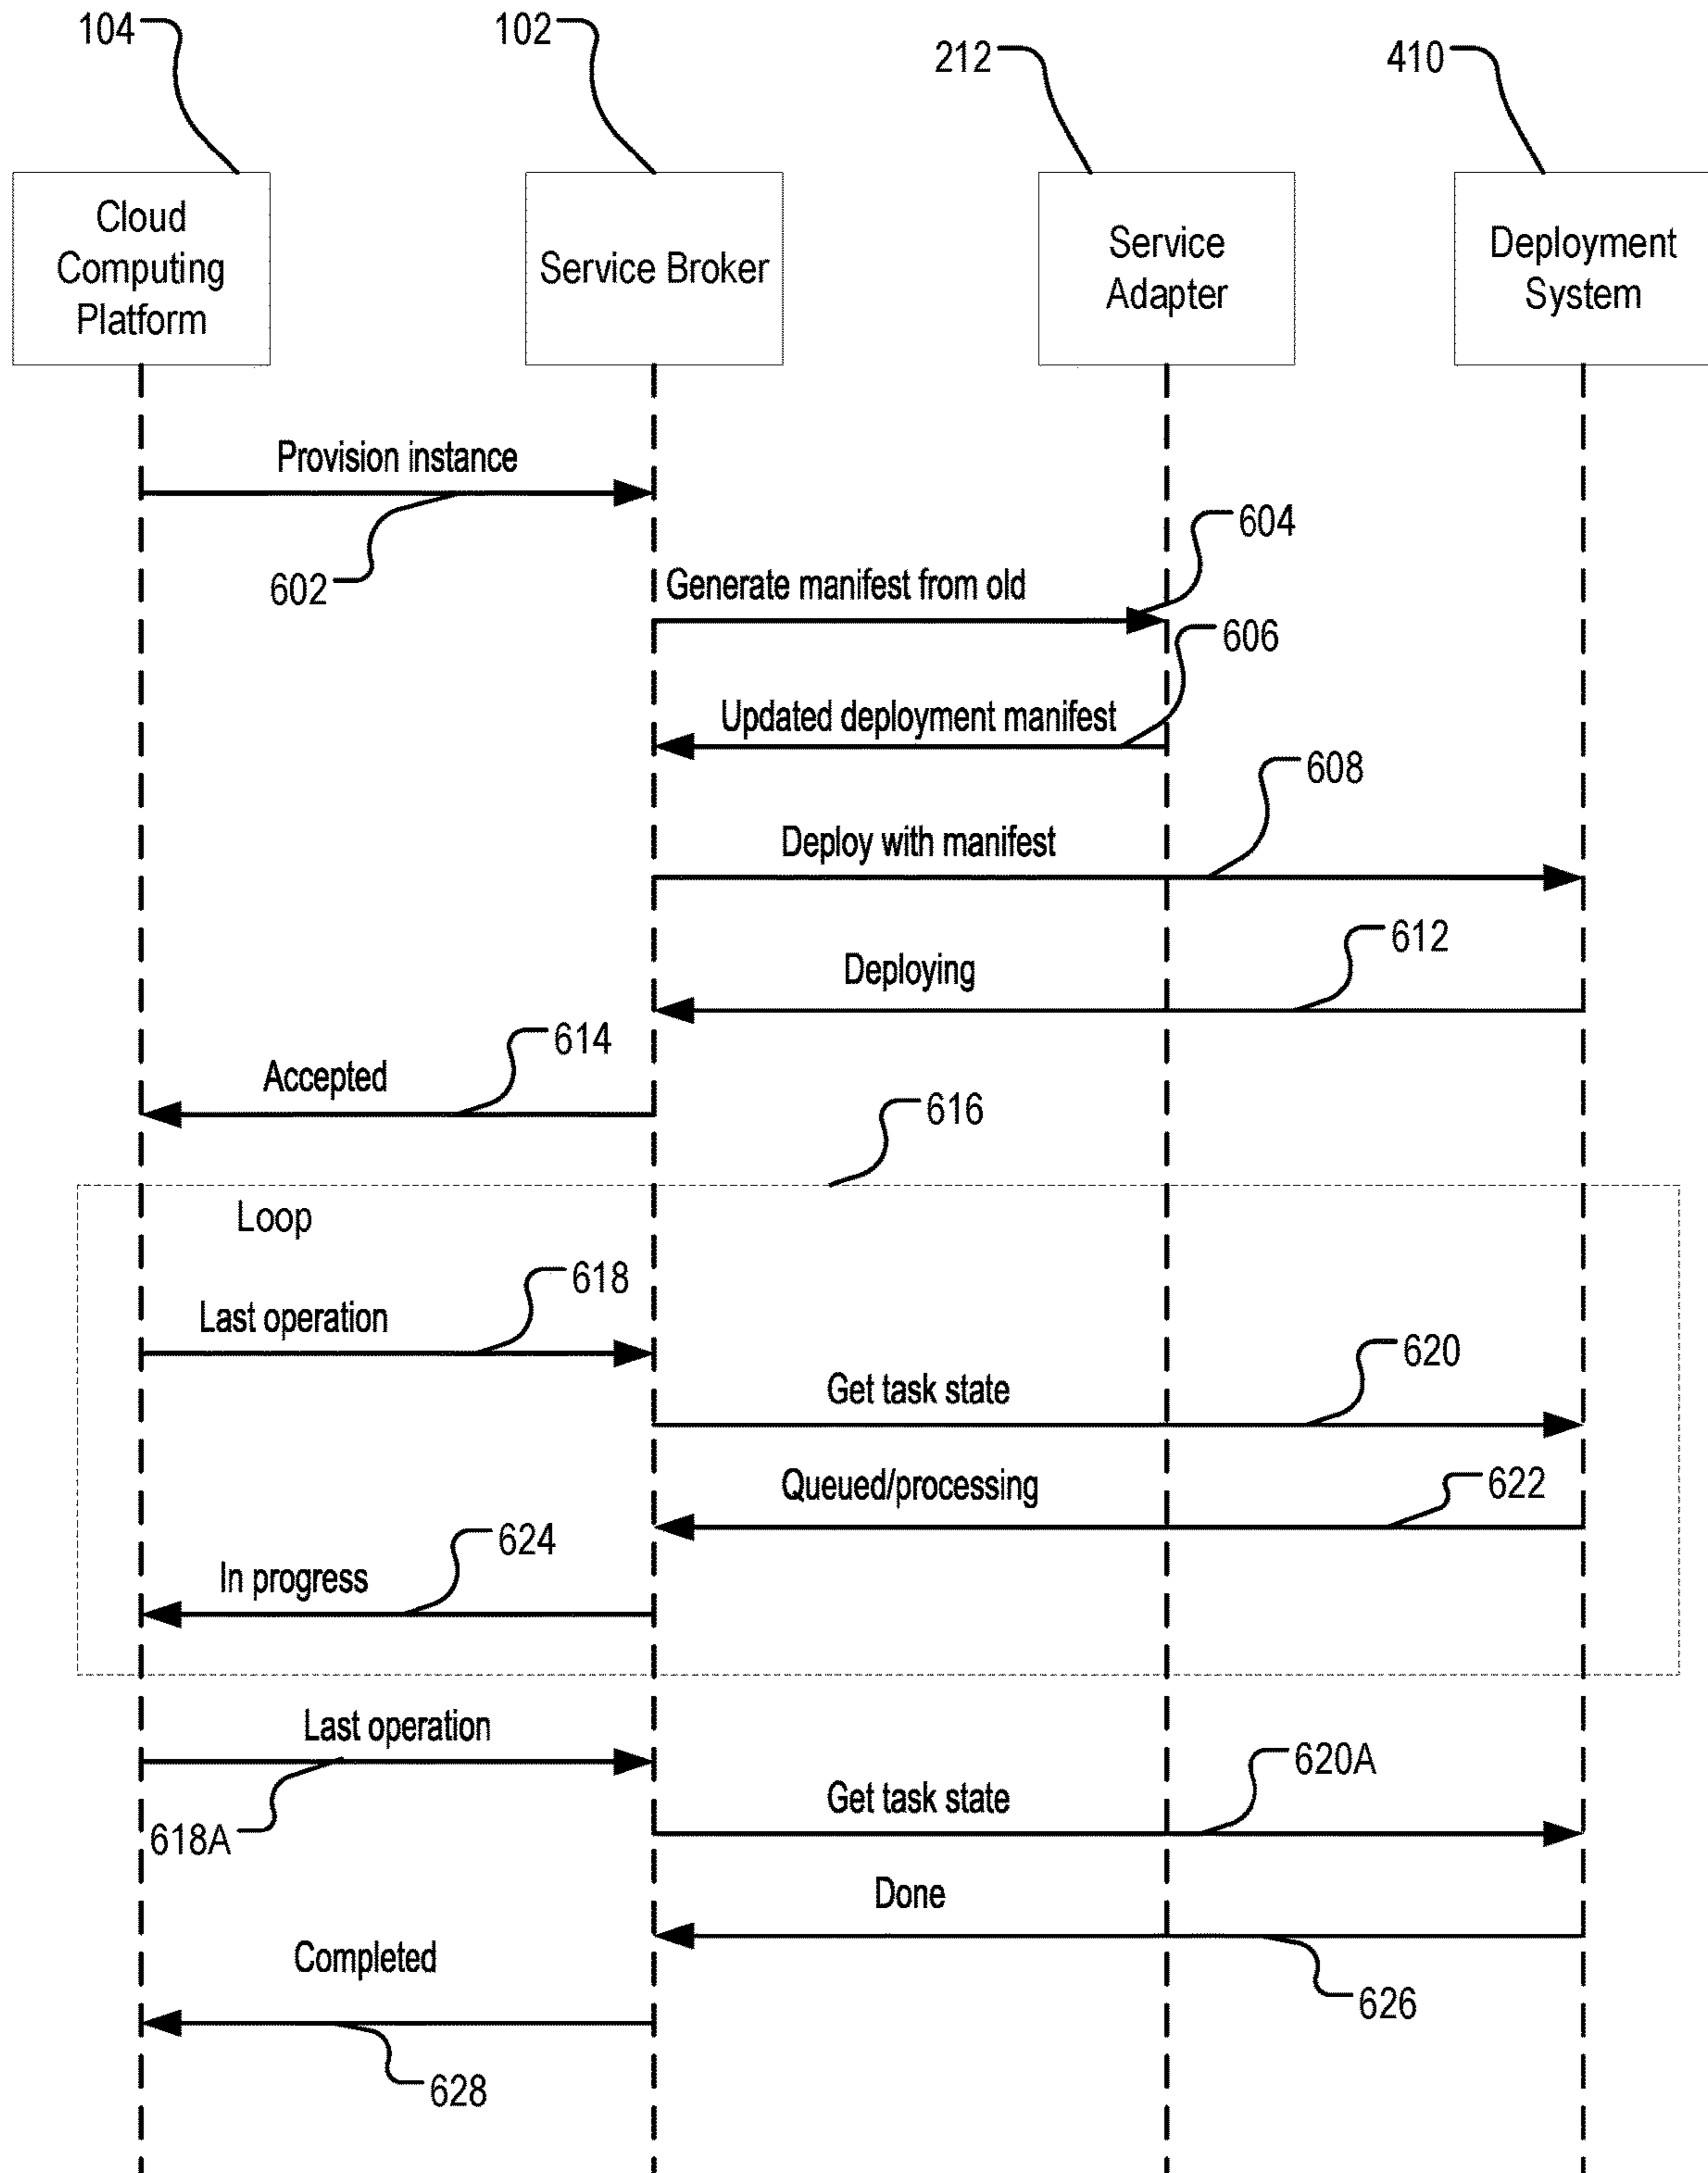 104
102
212
410
Cloud
Computing
Platform
Service Broker
Service
Adapter
Deployment
System
Provision instance
602
604
Generate manifest from old
606
Updated deployment manifest
608
Deploy with manifest
612
Deploying
614
Accepted
616
Loop
618
Last operation
620
Get task state
622
Queued/processing
624
In progress
Last operation
618A
620A
Get task state
Done
626
Completed
628